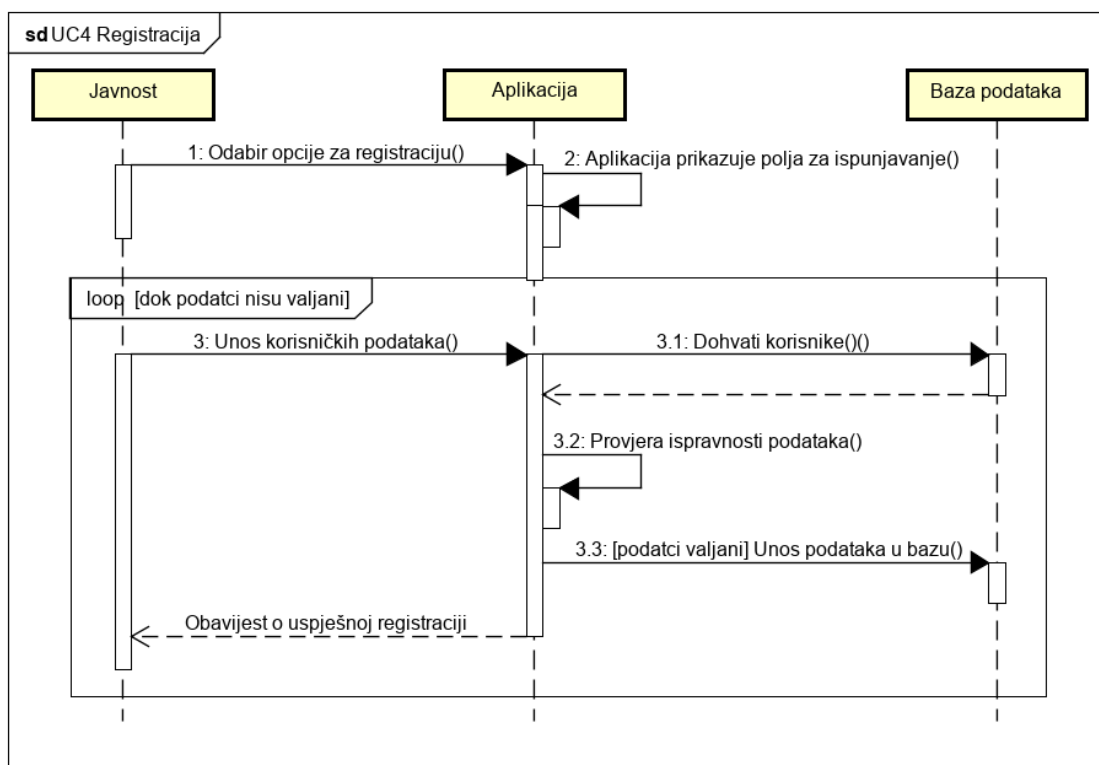 sd UC4 Registracija
Javnost
Aplikacija
Baza podataka
1: Odabir opcije za registraciju()
2: Aplikacija prikazuje polja za ispunjavanje()
loop [dok podatci nisu valjani]
3: Unos korisničkih podataka()
3.1: Dohvati korisnike()()
3.2: Provjera ispravnosti podataka()
3.3: [podatci valjani] Unos podataka u bazu()
Obavijest o uspješnoj registraciji